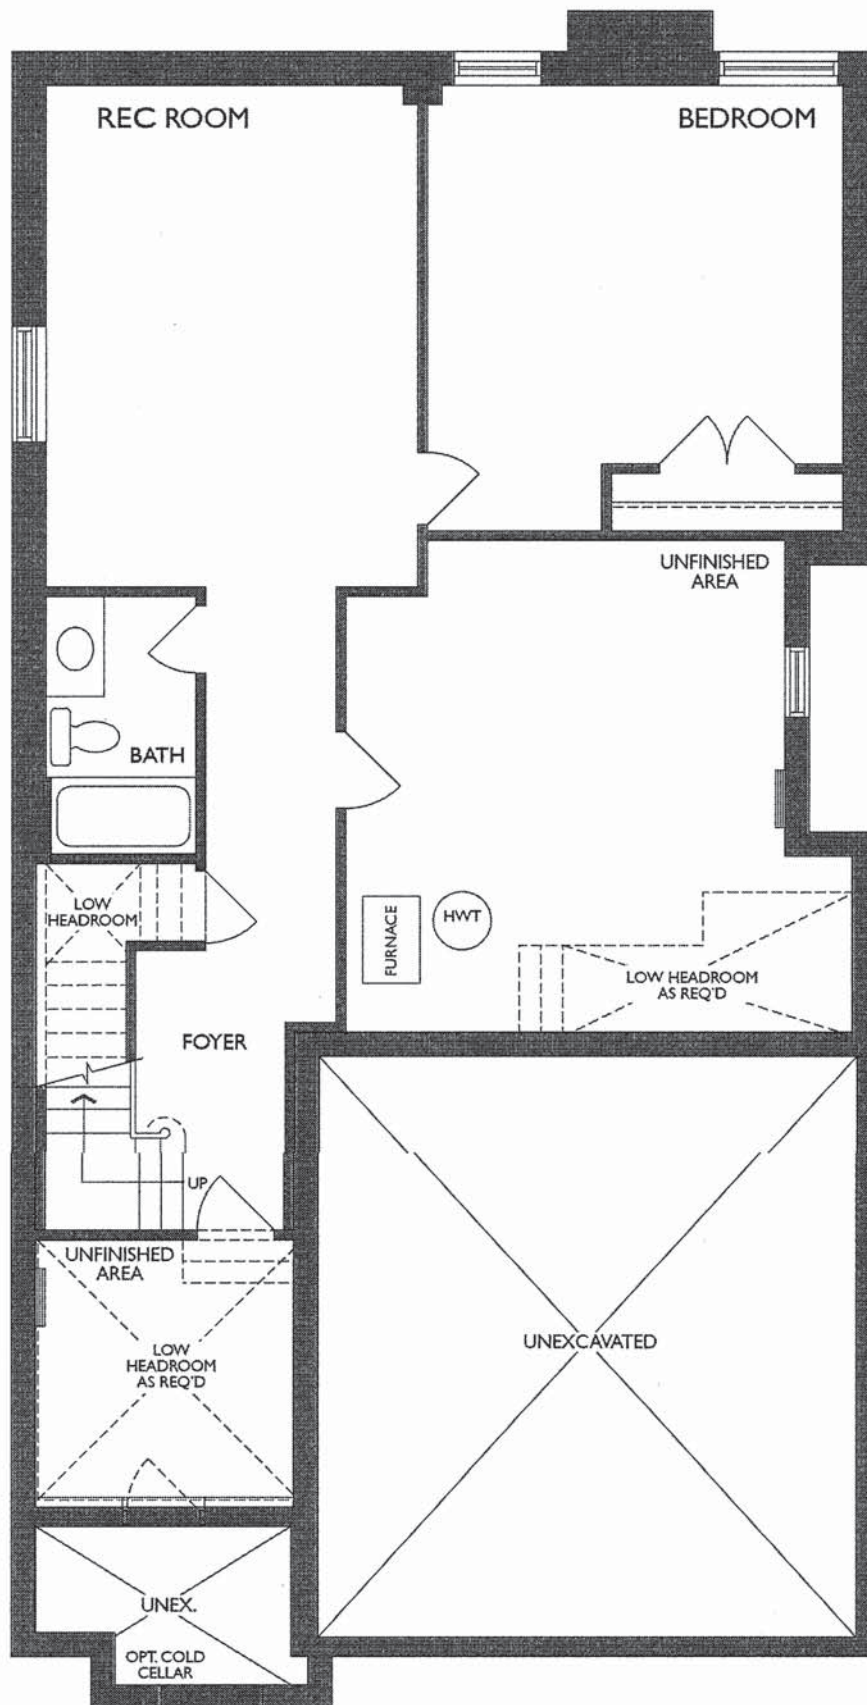 REC ROOM
BEDROOM
UNFINISHED
AREA
BATH
LOW
HEADROOM
FURNACE
HWT
LOW HEADROOM
AS REQ'D
FOYER
UP
UNFINISHED
AREA
LOW
HEADROOM
AS REQ'D
UNEXCAVATED
UNEX.
OPT. COLD
CELLAR